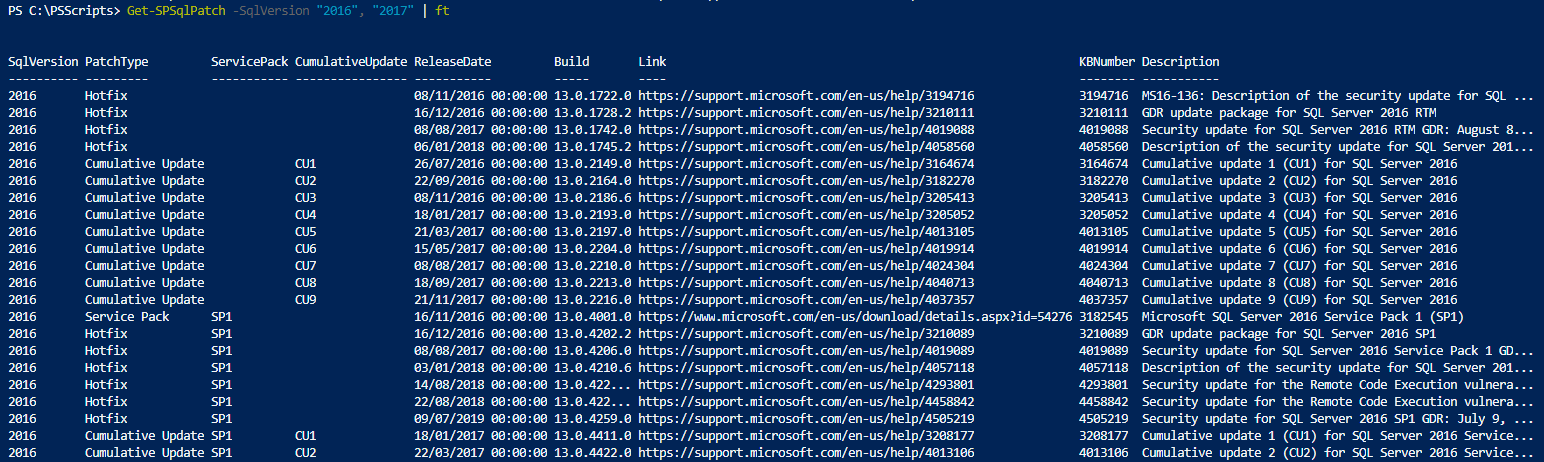 PS C:\PSScripts> Get-SPSqlPatch -SqlVersion "2016", "2017" | ft
SqlVersion PatchType ServicePack CumulativeUpdate ReleaseDate Build Link KBNumber Description
---------- --------- ----------- ---------------- ----------- ----- ---- -------- -----------
2016 Hotfix 08/11/2016 00:00:00 13.0.1722.0 https://support.microsoft.com/en-us/help/3194716 3194716 MS16-136: Description of the security update for SQL ...
2016 Hotfix 16/12/2016 00:00:00 13.0.1728.2 https://support.microsoft.com/en-us/help/3210111 3210111 GDR update package for SQL Server 2016 RTM
2016 Hotfix 08/08/2017 00:00:00 13.0.1742.0 https://support.microsoft.com/en-us/help/4019088 4019088 Security update for SQL Server 2016 RTM GDR: August 8...
2016 Hotfix 06/01/2018 00:00:00 13.0.1745.2 https://support.microsoft.com/en-us/help/4058560 4058560 Description of the security update for SQL Server 201...
2016 Cumulative Update CU1 26/07/2016 00:00:00 13.0.2149.0 https://support.microsoft.com/en-us/help/3164674 3164674 Cumulative update 1 (CU1) for SQL Server 2016
2016 Cumulative Update CU2 22/09/2016 00:00:00 13.0.2164.0 https://support.microsoft.com/en-us/help/3182270 3182270 Cumulative update 2 (CU2) for SQL Server 2016
2016 Cumulative Update CU3 08/11/2016 00:00:00 13.0.2186.6 https://support.microsoft.com/en-us/help/3205413 3205413 Cumulative update 3 (CU3) for SQL Server 2016
2016 Cumulative Update CU4 18/01/2017 00:00:00 13.0.2193.0 https://support.microsoft.com/en-us/help/3205052 3205052 Cumulative update 4 (CU4) for SQL Server 2016
2016 Cumulative Update CU5 21/03/2017 00:00:00 13.0.2197.0 https://support.microsoft.com/en-us/help/4013105 4013105 Cumulative update 5 (CU5) for SQL Server 2016
2016 Cumulative Update CU6 15/05/2017 00:00:00 13.0.2204.0 https://support.microsoft.com/en-us/help/4019914 4019914 Cumulative update 6 (CU6) for SQL Server 2016
2016 Cumulative Update CU7 08/08/2017 00:00:00 13.0.2210.0 https://support.microsoft.com/en-us/help/4024304 4024304 Cumulative update 7 (CU7) for SQL Server 2016
2016 Cumulative Update CU8 18/09/2017 00:00:00 13.0.2213.0 https://support.microsoft.com/en-us/help/4040713 4040713 Cumulative update 8 (CU8) for SQL Server 2016
2016 Cumulative Update CU9 21/11/2017 00:00:00 13.0.2216.0 https://support.microsoft.com/en-us/help/4037357 4037357 Cumulative update 9 (CU9) for SQL Server 2016
2016 Service Pack SP1 16/11/2016 00:00:00 13.0.4001.0 https://www.microsoft.com/en-us/download/details.aspx?id=54276 3182545 Microsoft SQL Server 2016 Service Pack 1 (SP1)
2016 Hotfix SP1 16/12/2016 00:00:00 13.0.4202.2 https://support.microsoft.com/en-us/help/3210089 3210089 GDR update package for SQL Server 2016 SP1
2016 Hotfix SP1 08/08/2017 00:00:00 13.0.4206.0 https://support.microsoft.com/en-us/help/4019089 4019089 Security update for SQL Server 2016 Service Pack 1 GD...
2016 Hotfix SP1 03/01/2018 00:00:00 13.0.4210.6 https://support.microsoft.com/en-us/help/4057118 4057118 Description of the security update for SQL Server 201...
2016 Hotfix SP1 14/08/2018 00:00:00 13.0.422... https://support.microsoft.com/en-us/help/4293801 4293801 Security update for the Remote Code Execution vulnera...
2016 Hotfix SP1 22/08/2018 00:00:00 13.0.422... https://support.microsoft.com/en-us/help/4458842 4458842 Security update for the Remote Code Execution vulnera...
2016 Hotfix SP1 09/07/2019 00:00:00 13.0.4259.0 https://support.microsoft.com/en-us/help/4505219 4505219 Security update for SQL Server 2016 SP1 GDR: July 9, ...
2016 Cumulative Update SP1 CU1 18/01/2017 00:00:00 13.0.4411.0 https://support.microsoft.com/en-us/help/3208177 3208177 Cumulative update 1 (CU1) for SQL Server 2016 Service...
2016 Cumulative Update SP1 CU2 22/03/2017 00:00:00 13.0.4422.0 https://support.microsoft.com/en-us/help/4013106 4013106 Cumulative update 2 (CU2) for SQL Server 2016 Service...